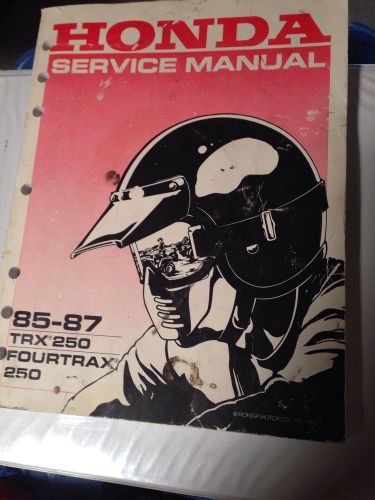 HONDA
SERVICE MANUAL
85-87
TRX®250
FOURTRAX®
250
© HONDA MOTOR CO., LTD.